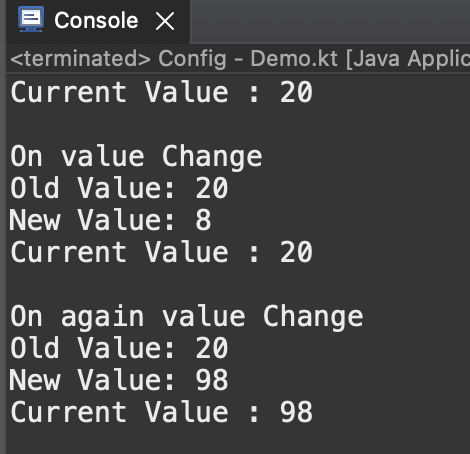 Console
<terminated> Config - Demo.kt [Java Applic
Current Value : 20
On value Change
Old Value: 20
New Value: 8
Current Value : 20
On again value Change
Old Value: 20
New Value: 98
Current Value : 98